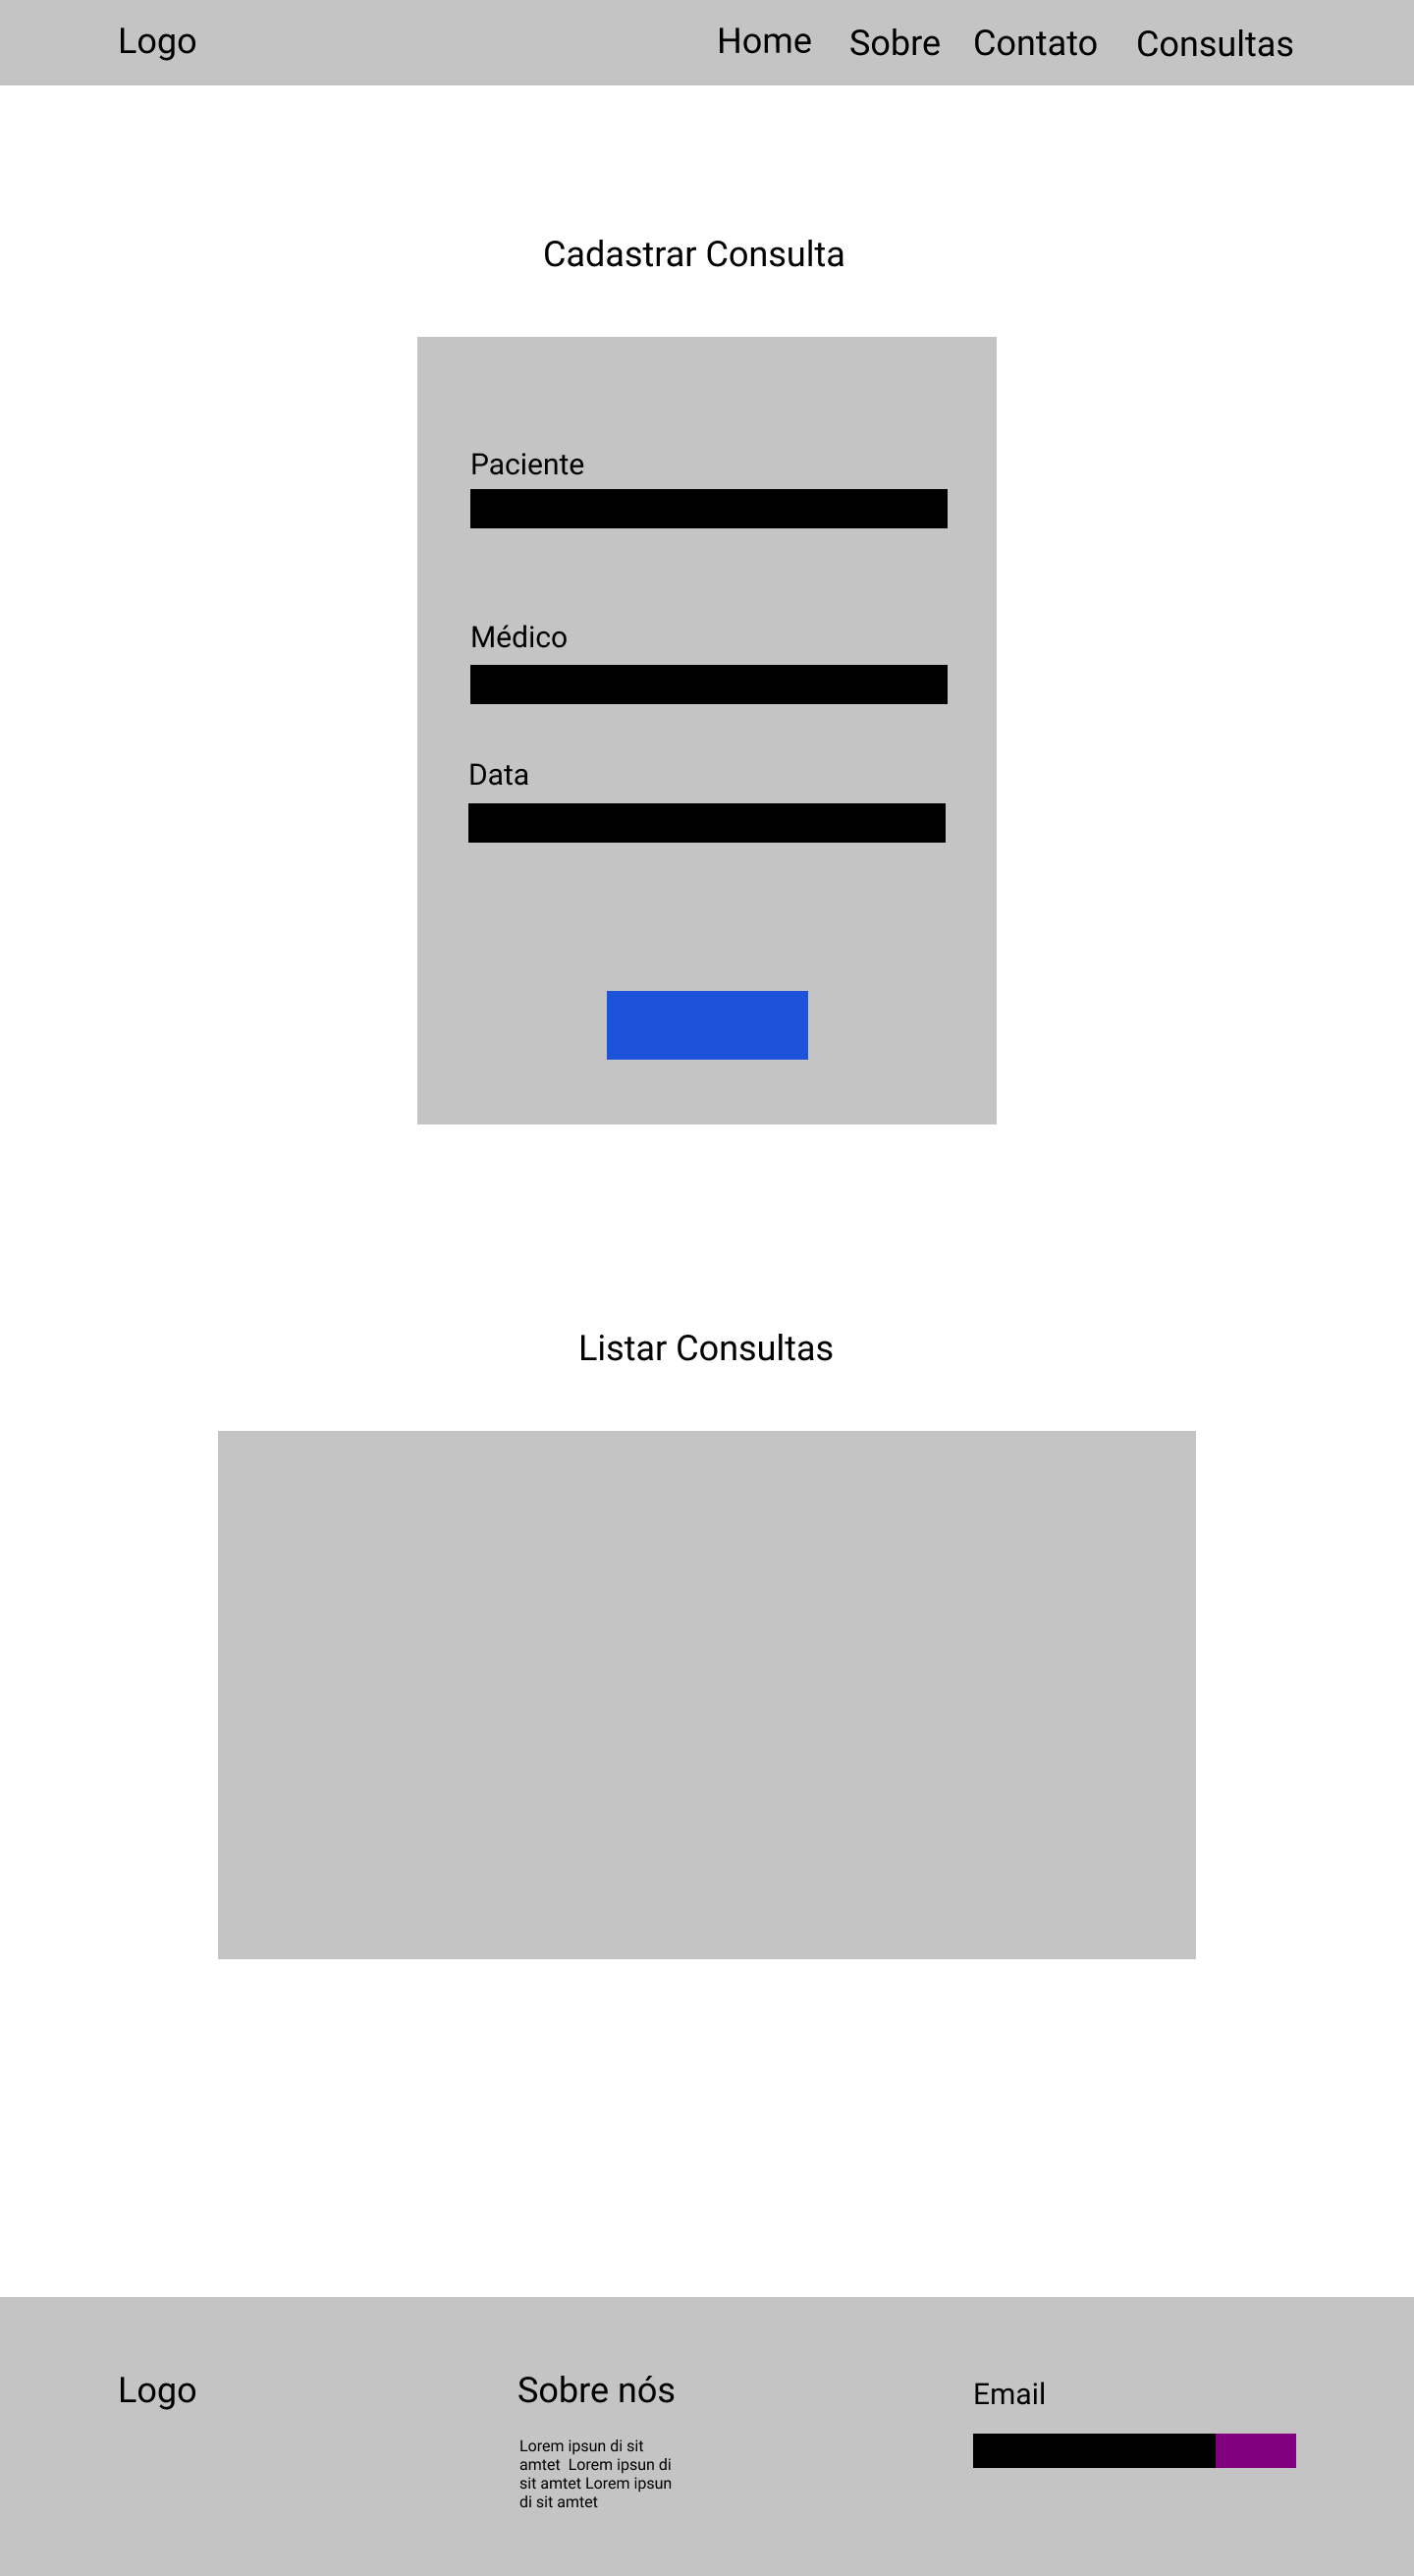 Logo
Home Sobre Contato Consultas
Cadastrar Consulta
Paciente
Médico
Data
Listar Consultas
Logo
Sobre nós
Lorem ipsun di sit
amtet  Lorem ipsun di
sit amtet Lorem ipsun
di sit amtet
Email